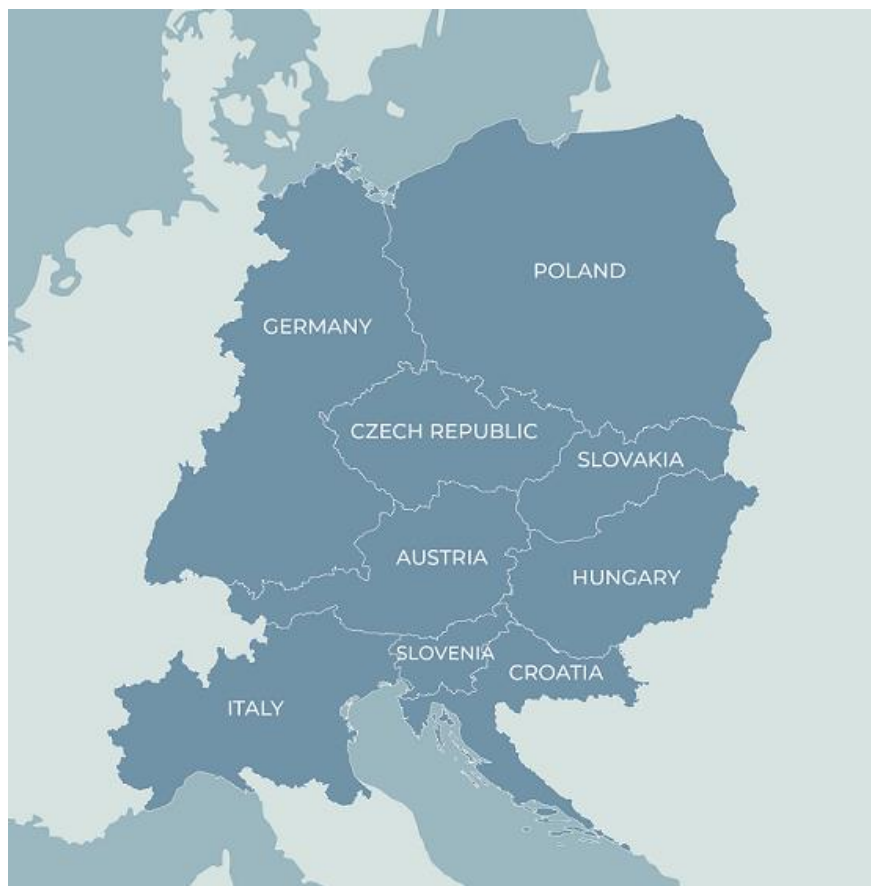 POLAND
GERMANY
CZECH REPUBLIC
SLOVAKIA
AUSTRIA
HUNGARY
SLOVENIA
CROATIA
ITALY